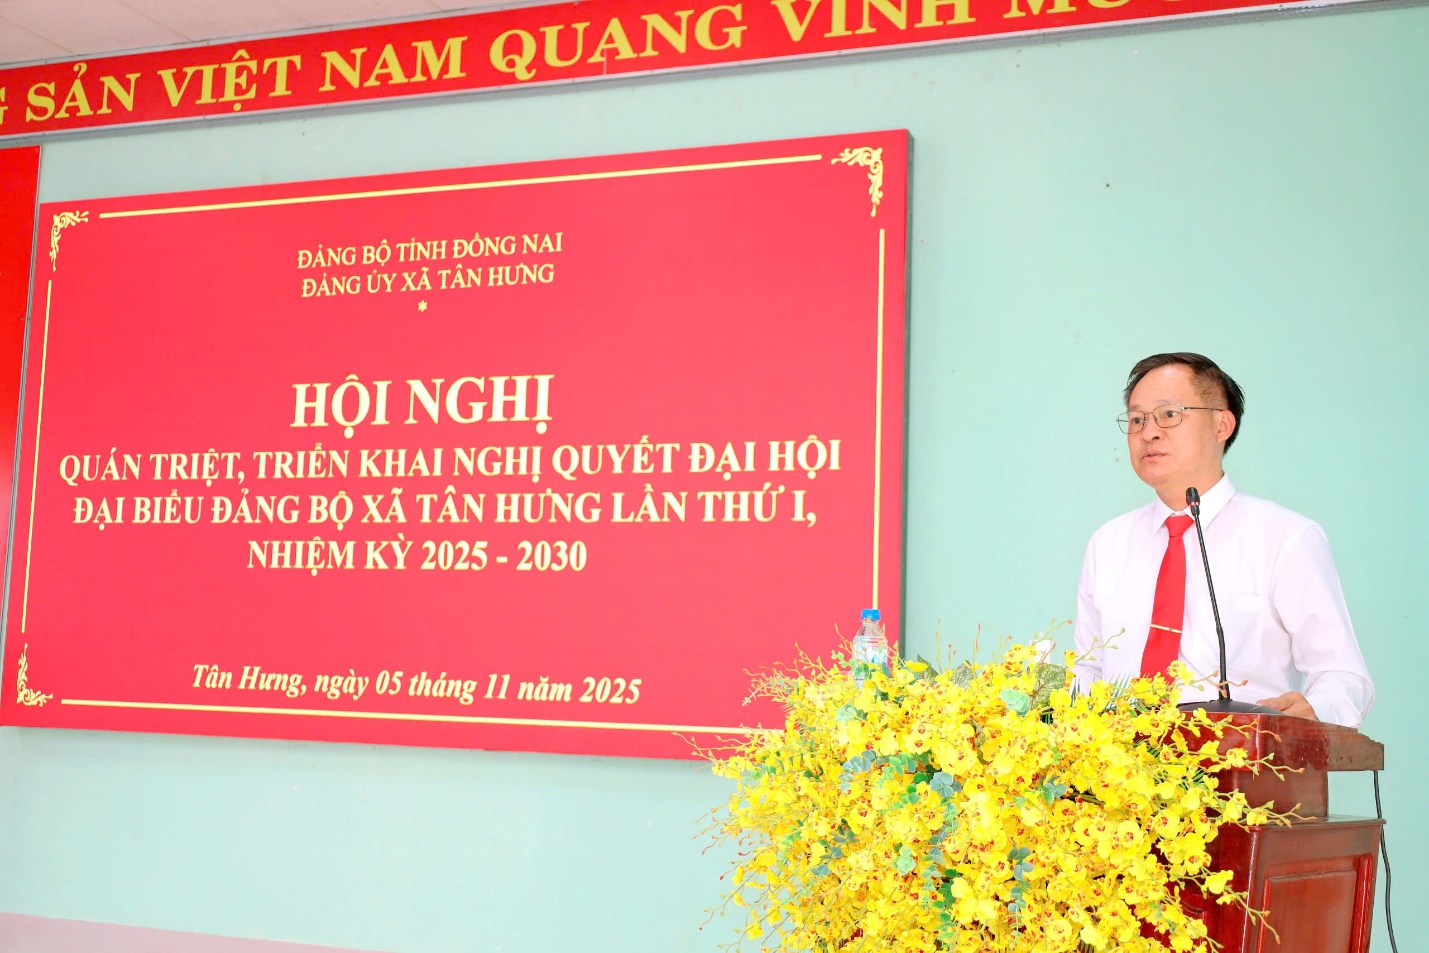 SẢN VIỆT NAM QUANG VINH
ĐẢNG BỘ TỈNH ĐỒNG NAI
ĐẢNG ỦY XÃ TÂN HƯNG
*
HỘI NGHỊ
QUÁN TRIỆT, TRIỂN KHAI NGHỊ QUYẾT ĐẠI HỘI
ĐẠI BIỂU ĐẢNG BỘ XÃ TÂN HƯNG LẦN THỨ I,
NHIỆM KỲ 2025 - 2030
Tân Hưng, ngày 05 tháng 11 năm 2025